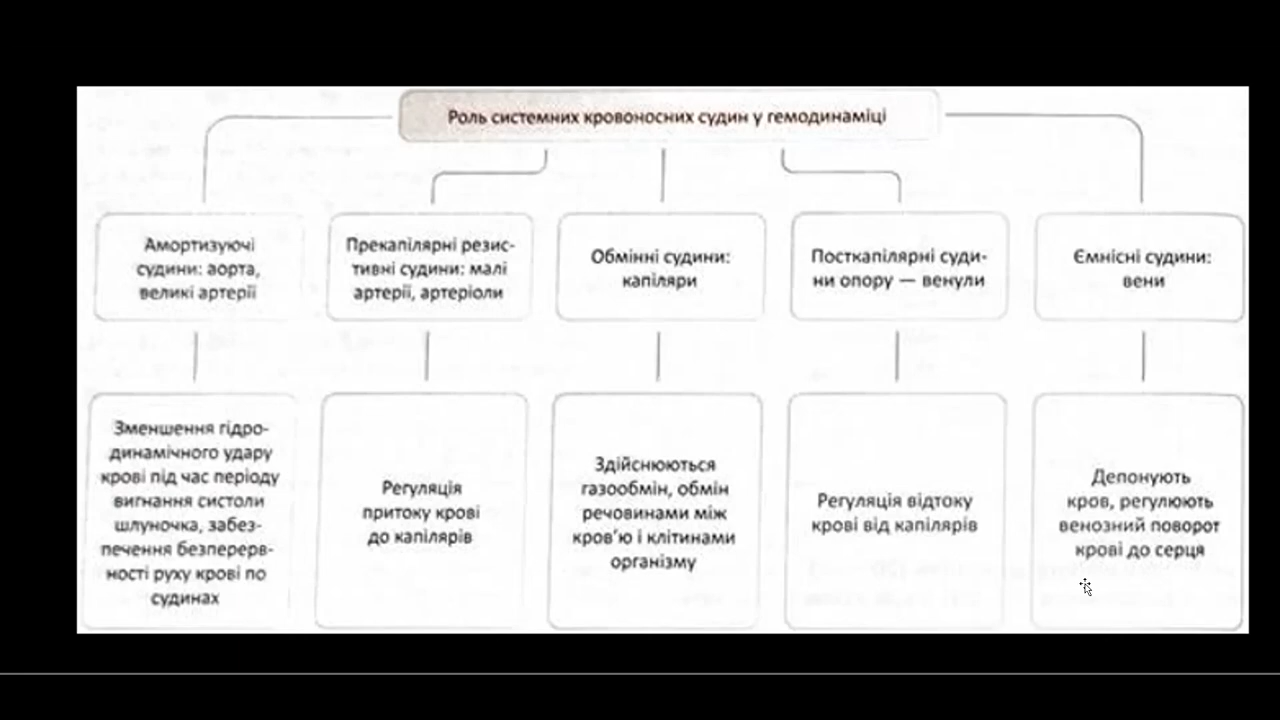 Роль системних кровоносних судин у гемодинаміці
Амортизуючі
судини: аорта,
великі артерії
Прекапілярні резис-
тивні судини: малі
артерії, артеріоли
Обмінні судини:
капіляри
Посткапілярні суди-
ни опору — венули
Ємнісні судини:
вени
Зменшення гідро-
динамічного удару
крові під час періоду
вигнання систоли
шлуночка, забез-
печення безперерв-
ності руху крові по
судинах
Регуляція
притоку крові
до капілярів
Здійснюються
газообмін, обмін
речовинами між
кров'ю і клітинами
організму
Регуляція відтоку
крові від капілярів
Депонують
кров, регулюють
венозний поворот
крові до серця